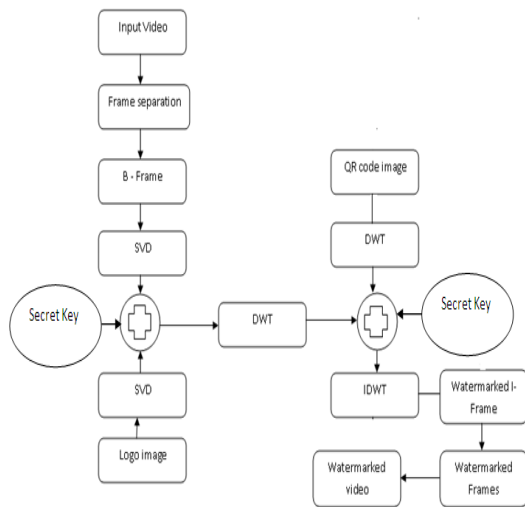 Input Video
Frame separation
B - Frame
QR code image
SVD
DWT
Secret Key
DWT
Secret Key
SVD
IDWT
Watermarked I-
Frame
Logo image
Watermarked
video
Watermarked
Frames